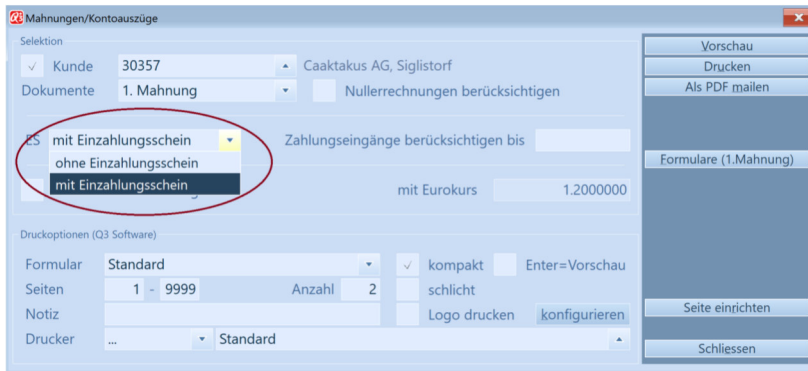 Q3 Mahnungen/Kontoauszüge
Selektion
Kunde 30357 Caaktakus AG, Siglistorf
Dokumente 1. Mahnung Nullerrechnungen berücksichtigen
ES mit Einzahlungsschein Zahlungseingänge berücksichtigen bis
ohne Einzahlungsschein
mit Einzahlungsschein
mit Eurokurs 1.2000000
Druckoptionen (Q3 Software)
Formular Standard kompakt Enter=Vorschau
Seiten 1 - 9999 Anzahl 2 schlicht
Notiz Logo drucken konfigurieren
Drucker ... Standard
Vorschau
Drucken
Als PDF mailen
Formulare (1.Mahnung)
Seite einrichten
Schliessen